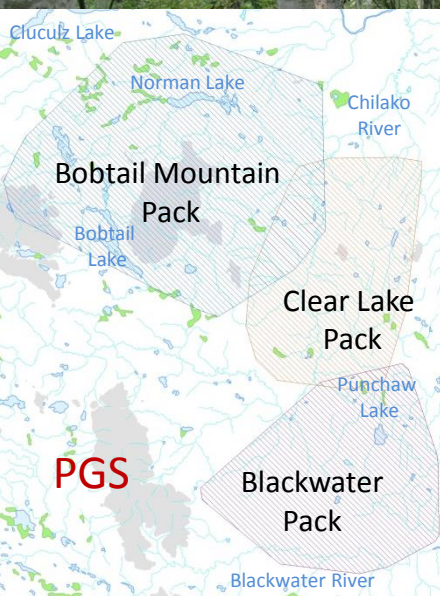 Cluculz Lake
Norman Lake
Chilako
River
Bobtail Mountain
Pack
Bobtail
Lake
Clear Lake
Pack
Punchaw
Lake
PGS
Blackwater
Pack
Blackwater River